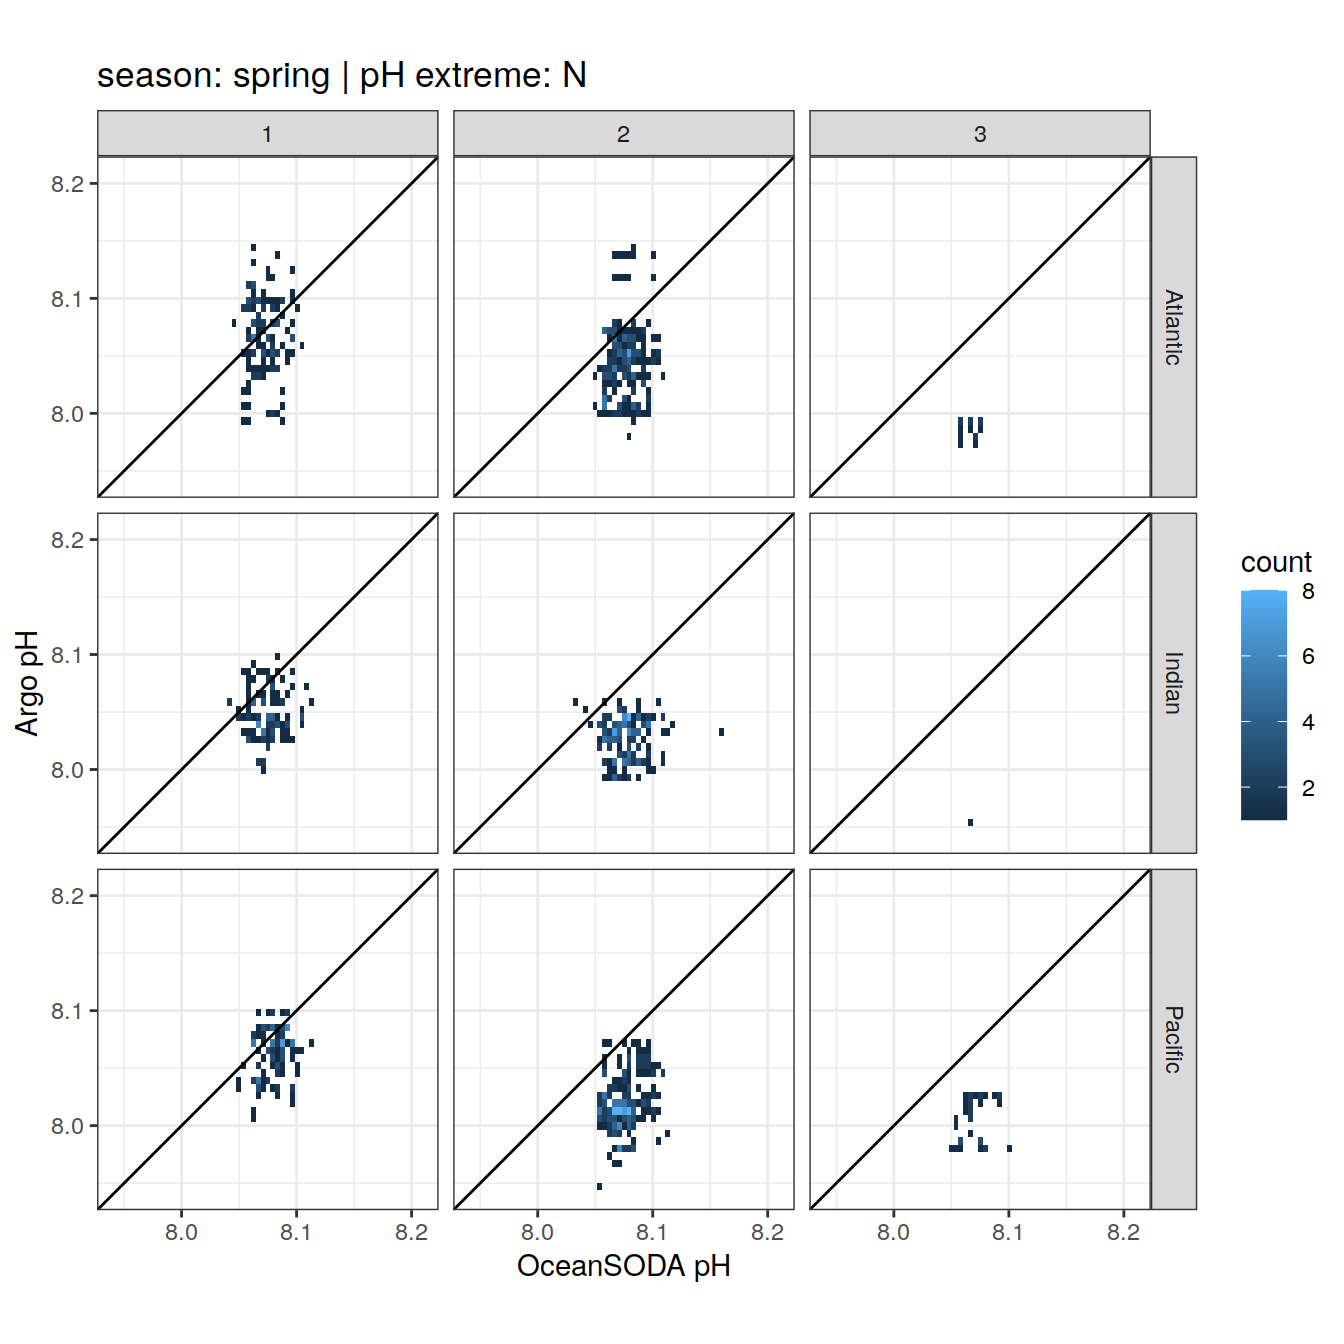 season: spring | pH extreme: N
1 2 3
8.2
8.1
8.0
Atlantic
8.2
8.1
8.0
Indian
8.2
8.1
8.0
Pacific
Argo pH
8.0 8.1 8.2 8.0 8.1 8.2 8.0 8.1 8.2
OceanSODA pH
count
8
6
4
2